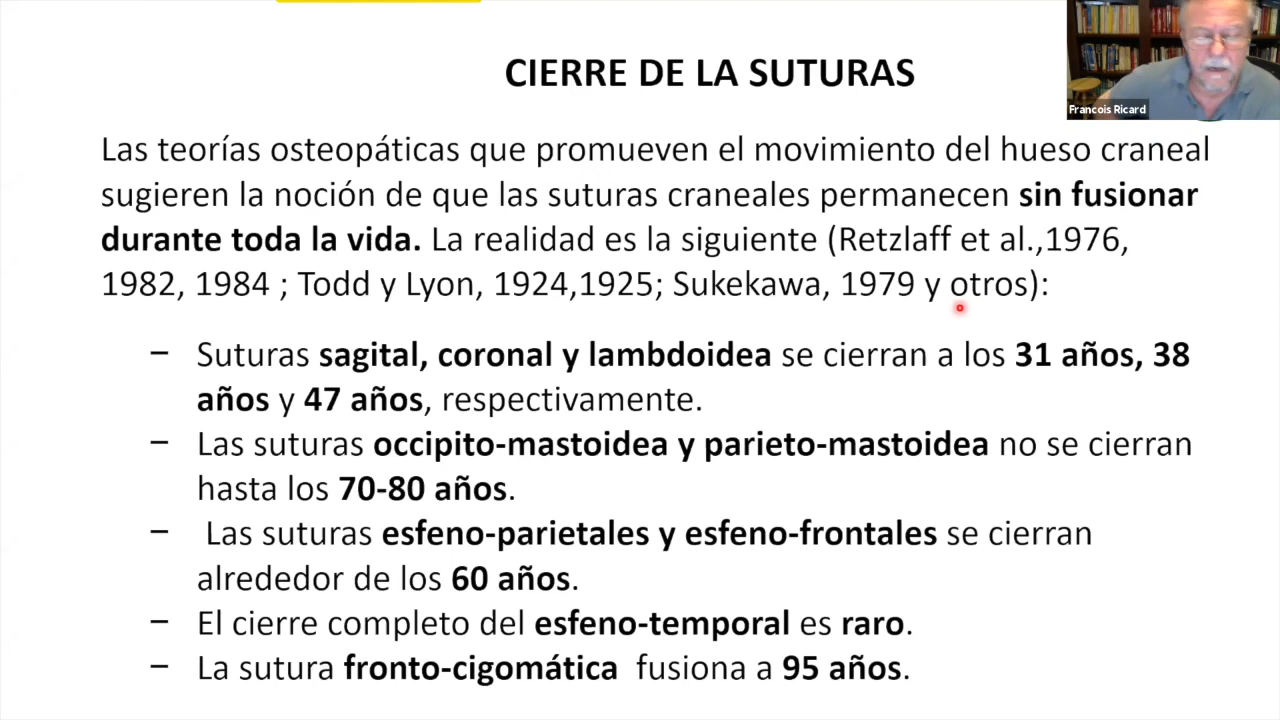 CIERRE DE LA SUTURAS
Francois Ricard
Las teorías osteopáticas que promueven el movimiento del hueso craneal
sugieren la noción de que las suturas craneales permanecen sin fusionar
durante toda la vida. La realidad es la siguiente (Retzlaff et al.,1976,
1982, 1984 ; Todd y Lyon, 1924,1925; Sukekawa, 1979 y otros):
– Suturas sagital, coronal y lambdoidea se cierran a los 31 años, 38
años y 47 años, respectivamente.
– Las suturas occipito-mastoidea y parieto-mastoidea no se cierran
hasta los 70-80 años.
– Las suturas esfeno-parietales y esfeno-frontales se cierran
alrededor de los 60 años.
– El cierre completo del esfeno-temporal es raro.
– La sutura fronto-cigomática fusiona a 95 años.